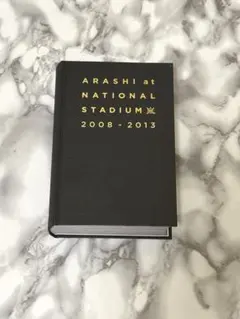 ARASHI at
NATIONAL
STADIUM
2008 - 2013